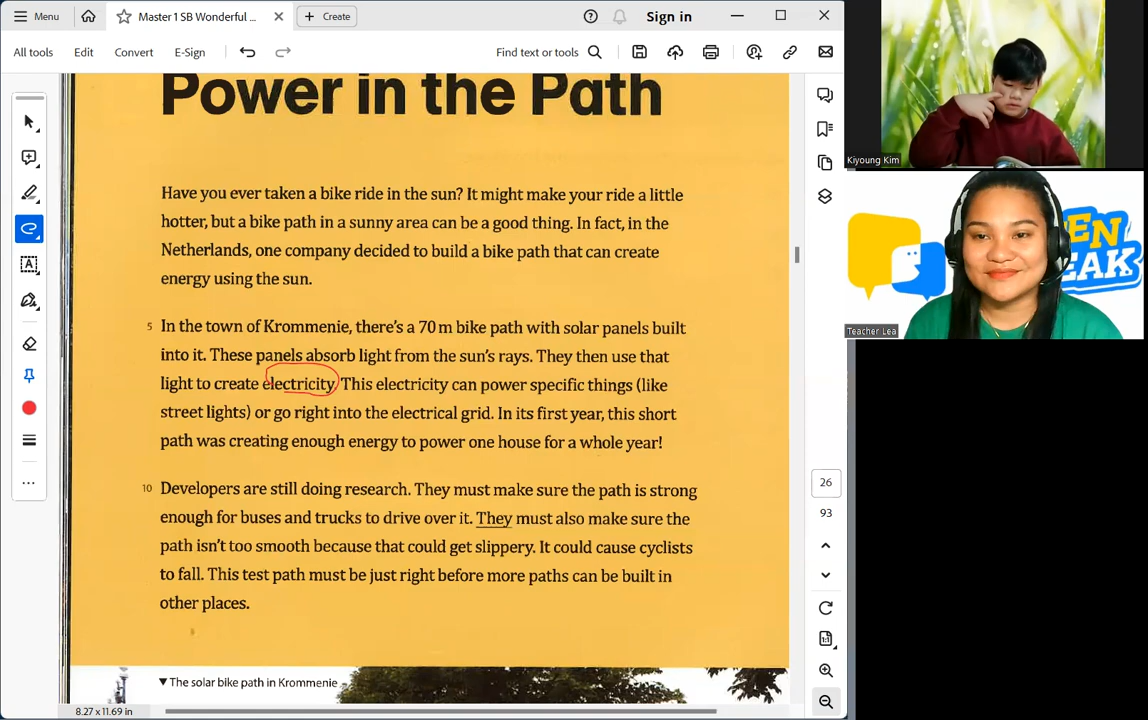 Menu
Master 1 SB Wonderful ...
Create
Sign in
All tools
Edit
Convert
E-Sign
Find text or tools
Power in the Path
Have you ever taken a bike ride in the sun? It might make your ride a little
hotter, but a bike path in a sunny area can be a good thing. In fact, in the
Netherlands, one company decided to build a bike path that can create
energy using the sun.
5 In the town of Krommenie, there's a 70 m bike path with solar panels built
into it. These panels absorb light from the sun's rays. They then use that
light to create electricity. This electricity can power specific things (like
street lights) or go right into the electrical grid. In its first year, this short
path was creating enough energy to power one house for a whole year!
10 Developers are still doing research. They must make sure the path is strong
enough for buses and trucks to drive over it. They must also make sure the
path isn't too smooth because that could get slippery. It could cause cyclists
to fall. This test path must be just right before more paths can be built in
other places.
▼ The solar bike path in Krommenie
8.27 x 11.69 in
26
93
Kiyoung Kim
EN
EAK
Teacher Lea